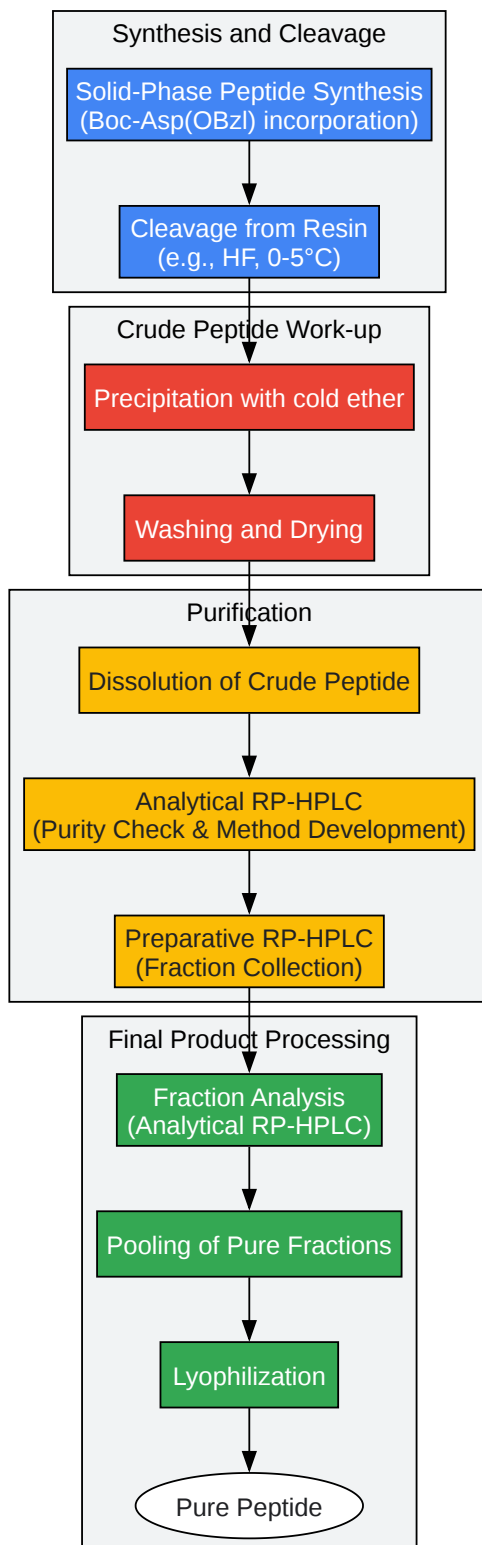 Synthesis and Cleavage
Solid-Phase Peptide Synthesis
(Boc-Asp(OBzl) incorporation)
Cleavage from Resin
(e.g., HF, 0-5°C)
Crude Peptide Work-up
Precipitation with cold ether
Washing and Drying
Purification
Dissolution of Crude Peptide
Analytical RP-HPLC
(Purity Check & Method Development)
Preparative RP-HPLC
(Fraction Collection)
Final Product Processing
Fraction Analysis
(Analytical RP-HPLC)
Pooling of Pure Fractions
Lyophilization
Pure Peptide